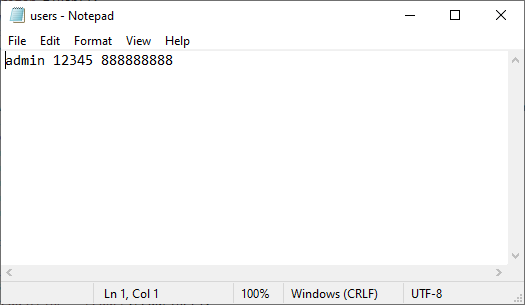 users - Notepad
File Edit Format View Help
admin 12345 888888888
Ln 1, Col 1 100% Windows (CRLF) UTF-8